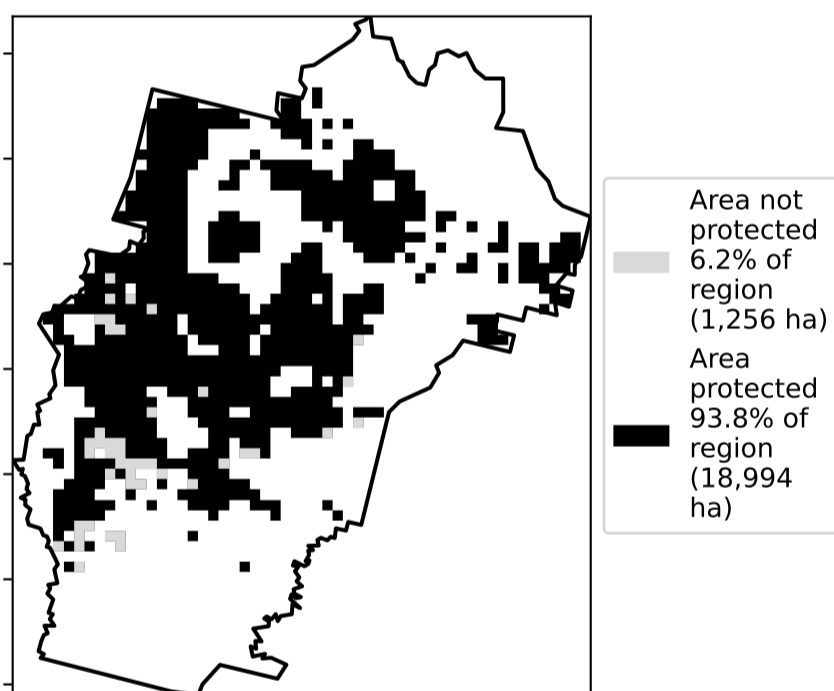 Area not
protected
6.2% of
region
(1,256 ha)
Area
protected
93.8% of
region
(18,994
ha)